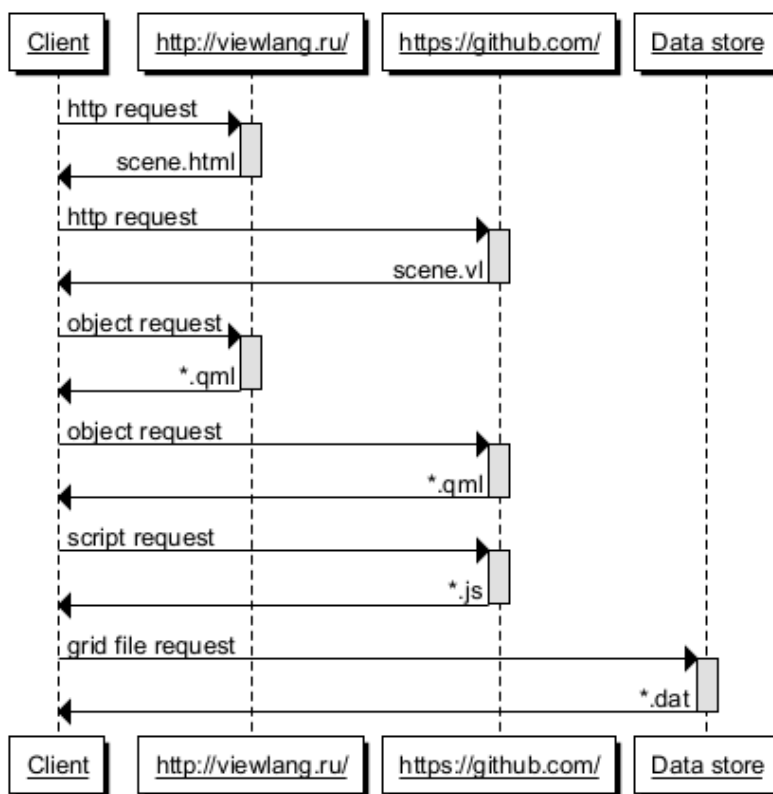 Client http://viewlang.ru/ https://github.com/ Data store
http request
scene.html
http request
scene.vl
object request
*.qml
object request
*.qml
script request
*.js
grid file request
*.dat
Client http://viewlang.ru/ https://github.com/ Data store